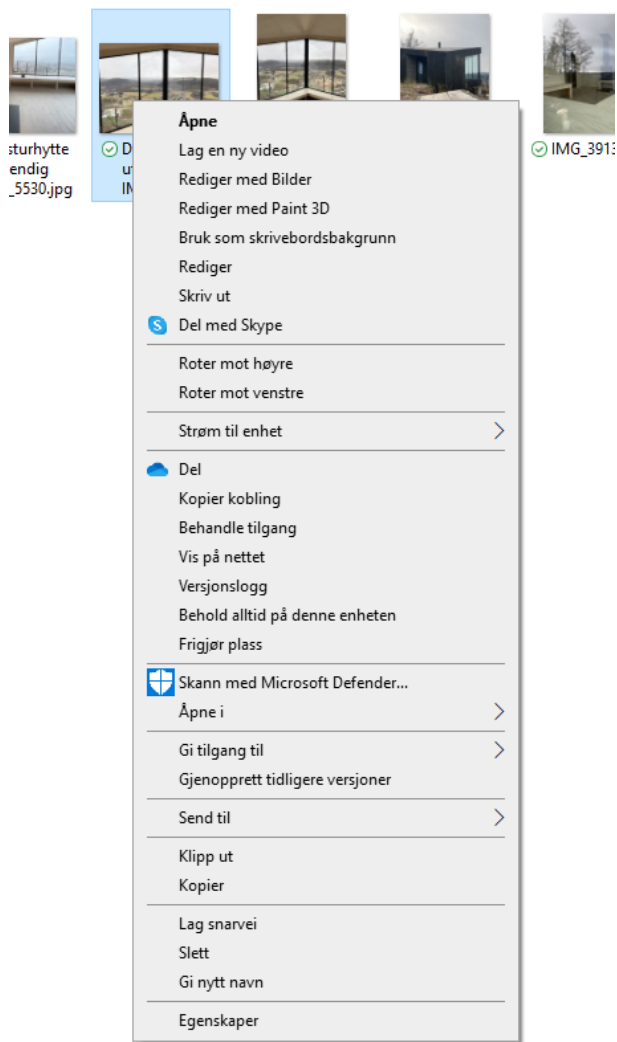 sturhytte
endig
_5530.jpg
IMG_3913
Åpne
Lag en ny video
Rediger med Bilder
Rediger med Paint 3D
Bruk som skrivebordsbakgrunn
Rediger
Skriv ut
Del med Skype
Roter mot høyre
Roter mot venstre
Strøm til enhet
Del
Kopier kobling
Behandle tilgang
Vis på nettet
Versjonslogg
Behold alltid på denne enheten
Frigjør plass
Skann med Microsoft Defender...
Åpne i
Gi tilgang til
Gjenopprett tidligere versjoner
Send til
Klipp ut
Kopier
Lag snarvei
Slett
Gi nytt navn
Egenskaper